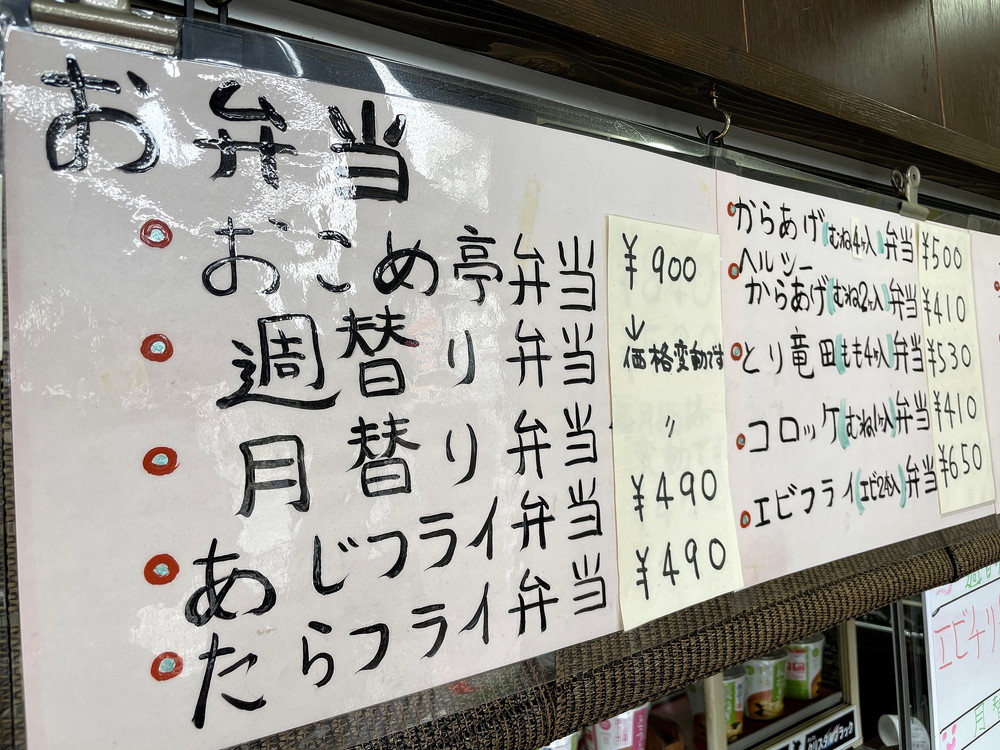 お弁当
おこめ亭弁当 ¥900
週替り弁当 ↓価格変動です
月替り弁当 〃
あじフライ弁当 ¥490
たらフライ弁当 ¥490
からあげ(むね4ヶ入)弁当 ¥500
ヘルシー
からあげ(むね2ヶ入)弁当 ¥410
とり竜田(もも4ヶ入)弁当 ¥530
コロッケ(むね1ヶ入)弁当 ¥410
エビフライ(エビ2本入)弁当 ¥650
エビチリ